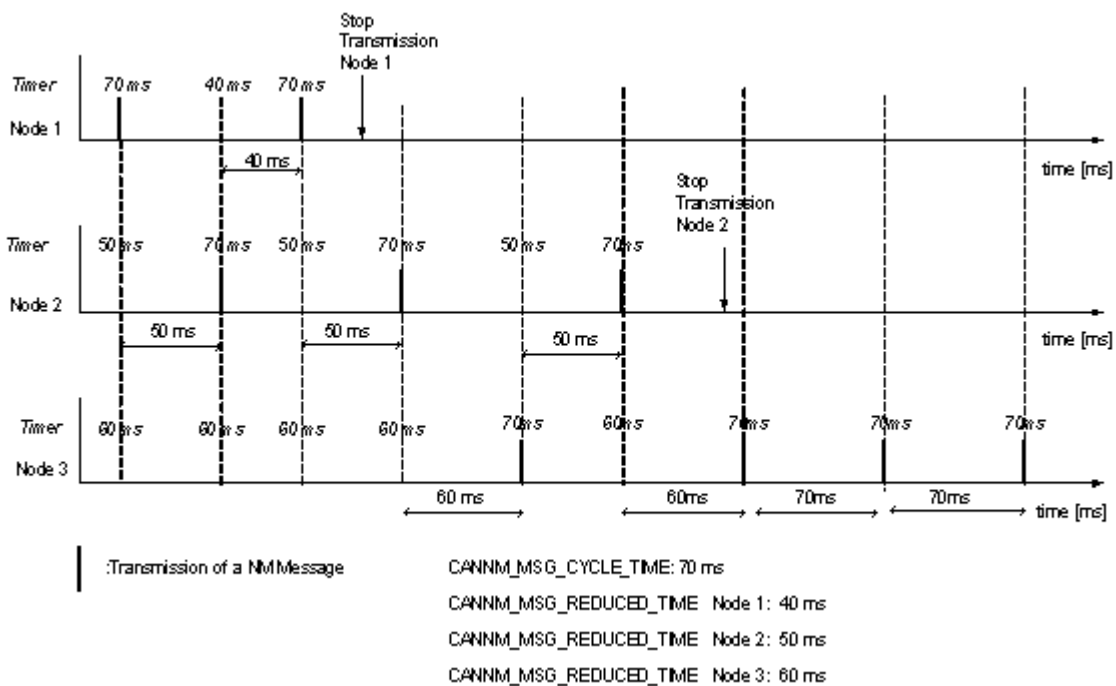 Stop
Transmission
Node 1
Timer 70 ms 40 ms 70 ms
Node 1
40 ms
time [ms]
Stop
Transmission
Node 2
Timer 50 ms 70 ms 50 ms 70 ms 50 ms 70 ms
Node 2
50 ms 50 ms 50 ms
time [ms]
Timer 60 ms 60 ms 60 ms 60 ms 70 ms 60 ms 70 ms 70 ms 70 ms
Node 3
60 ms 60ms 70ms 70ms
time [ms]
:Transmission of a NM Message
CANNM_MSG_CYCLE_TIME: 70 ms
CANNM_MSG_REDUCED_TIME Node 1: 40 ms
CANNM_MSG_REDUCED_TIME Node 2: 50 ms
CANNM_MSG_REDUCED_TIME Node 3: 60 ms